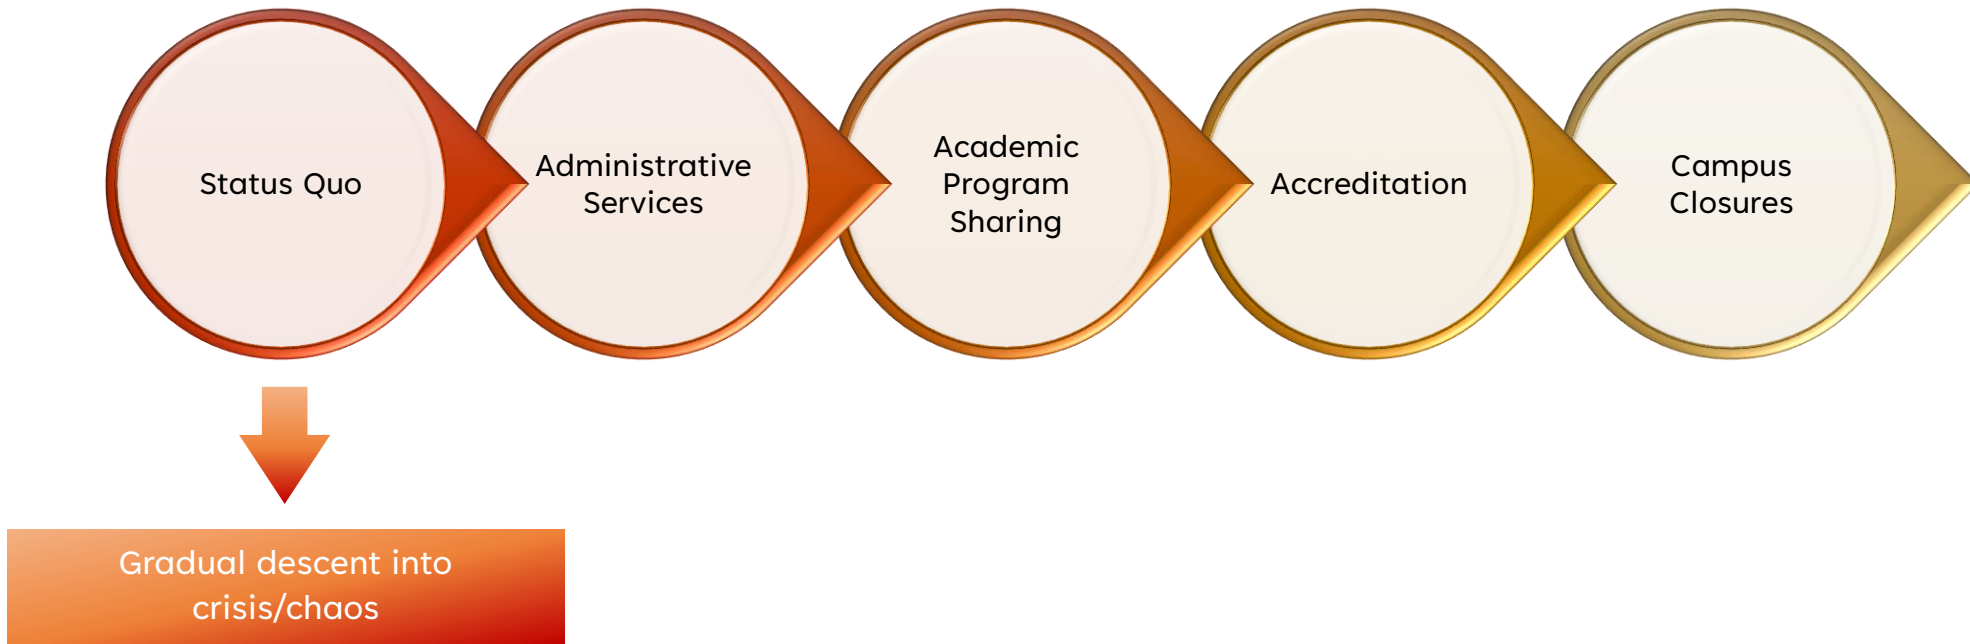 Status Quo
Administrative
Services
Academic
Program
Sharing
Accreditation
Campus
Closures
Gradual descent into
crisis/chaos